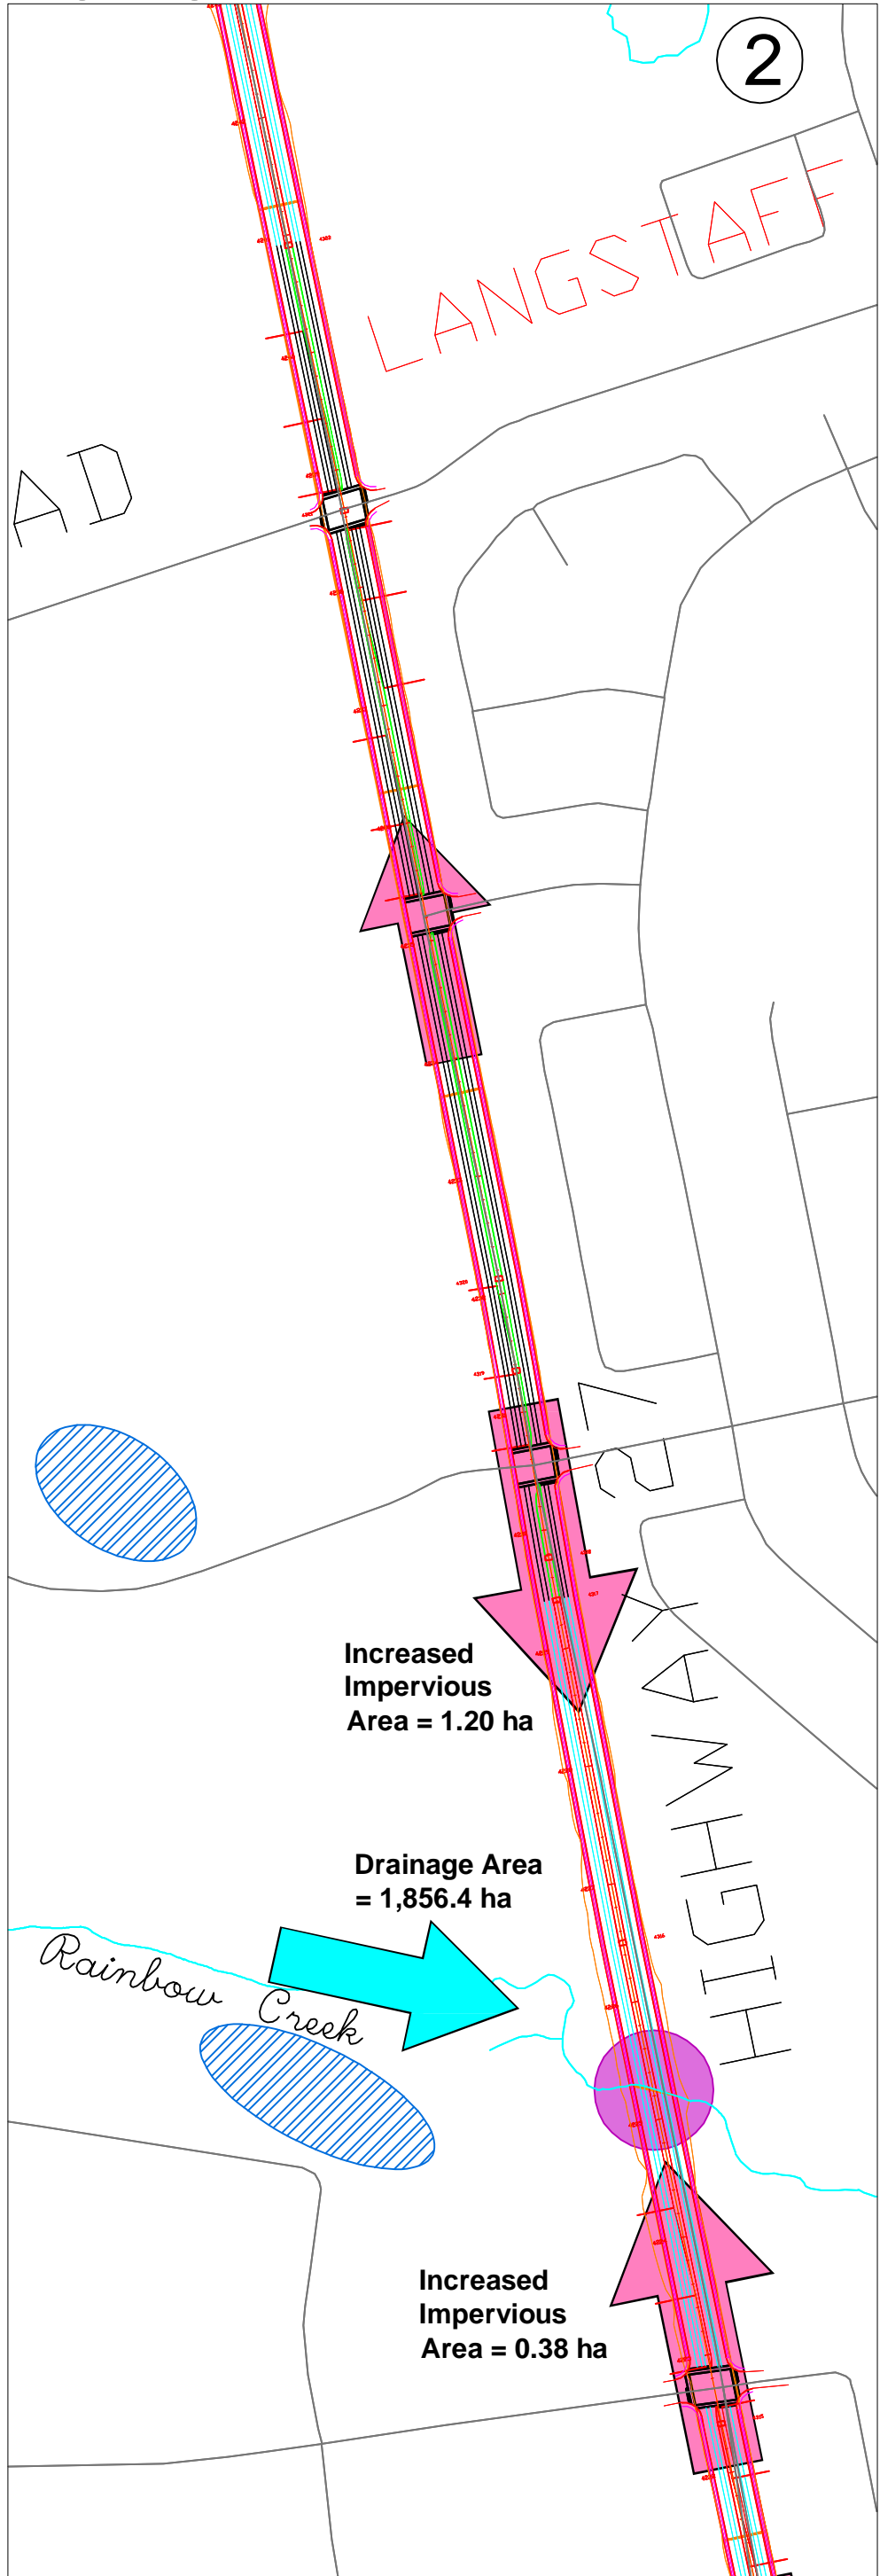 2
LANGSTAFF
AD
HIGHWAY 27
Increased
Impervious
Area = 1.20 ha
Drainage Area
= 1,856.4 ha
Rainbow Creek
Increased
Impervious
Area = 0.38 ha